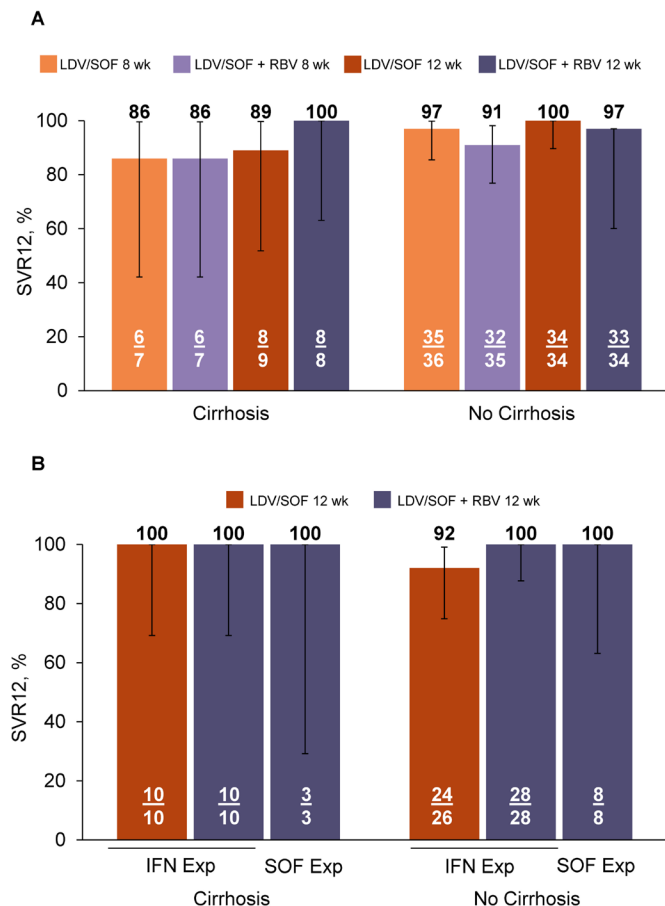 A
LDV/SOF 8 wk LDV/SOF + RBV 8 wk LDV/SOF 12 wk LDV/SOF + RBV 12 wk
86 86 89 100 97 91 100 97
100
80
60
40
20
0
SVR12, %
6 6 8 8 35 32 34 33
7 7 9 8 36 35 34 34
Cirrhosis No Cirrhosis
B
LDV/SOF 12 wk LDV/SOF + RBV 12 wk
100 100 100 92 100 100
100
80
60
40
20
0
SVR12, %
10 10 3 24 28 8
10 10 3 26 28 8
IFN Exp SOF Exp IFN Exp SOF Exp
Cirrhosis No Cirrhosis